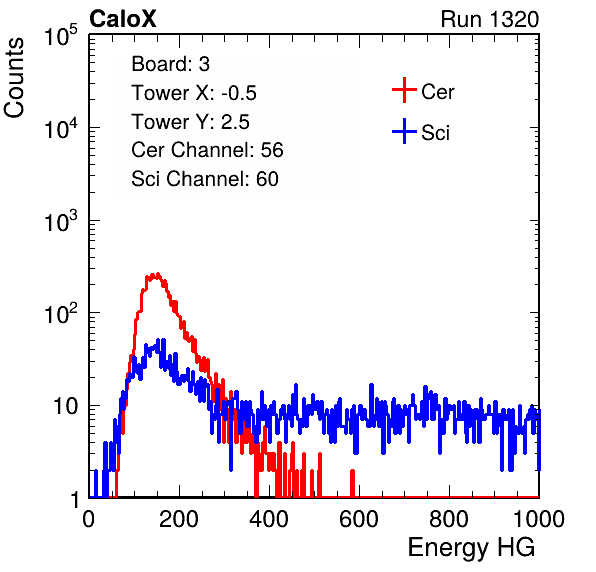 CaloX Run 1320
Counts
Board: 3
Tower X: -0.5
Tower Y: 2.5
Cer Channel: 56
Sci Channel: 60
Cer
Sci
10^5
10^4
10^3
10^2
10
1
0 200 400 600 800 1000
Energy HG